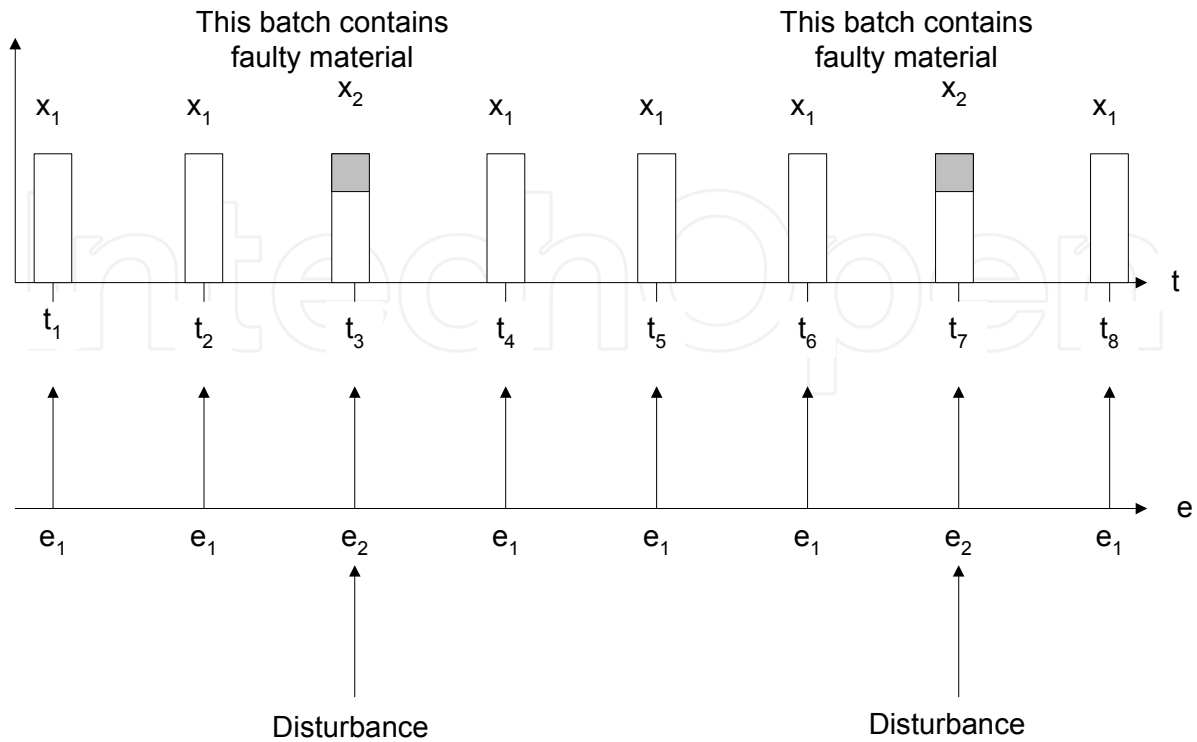 This batch contains
faulty material
This batch contains
faulty material
x₁ x₁ x₂ x₁ x₁ x₁ x₂ x₁
t
t₁ t₂ t₃ t₄ t₅ t₆ t₇ t₈
IntechOpen
e
e₁ e₁ e₂ e₁ e₁ e₁ e₂ e₁
Disturbance Disturbance